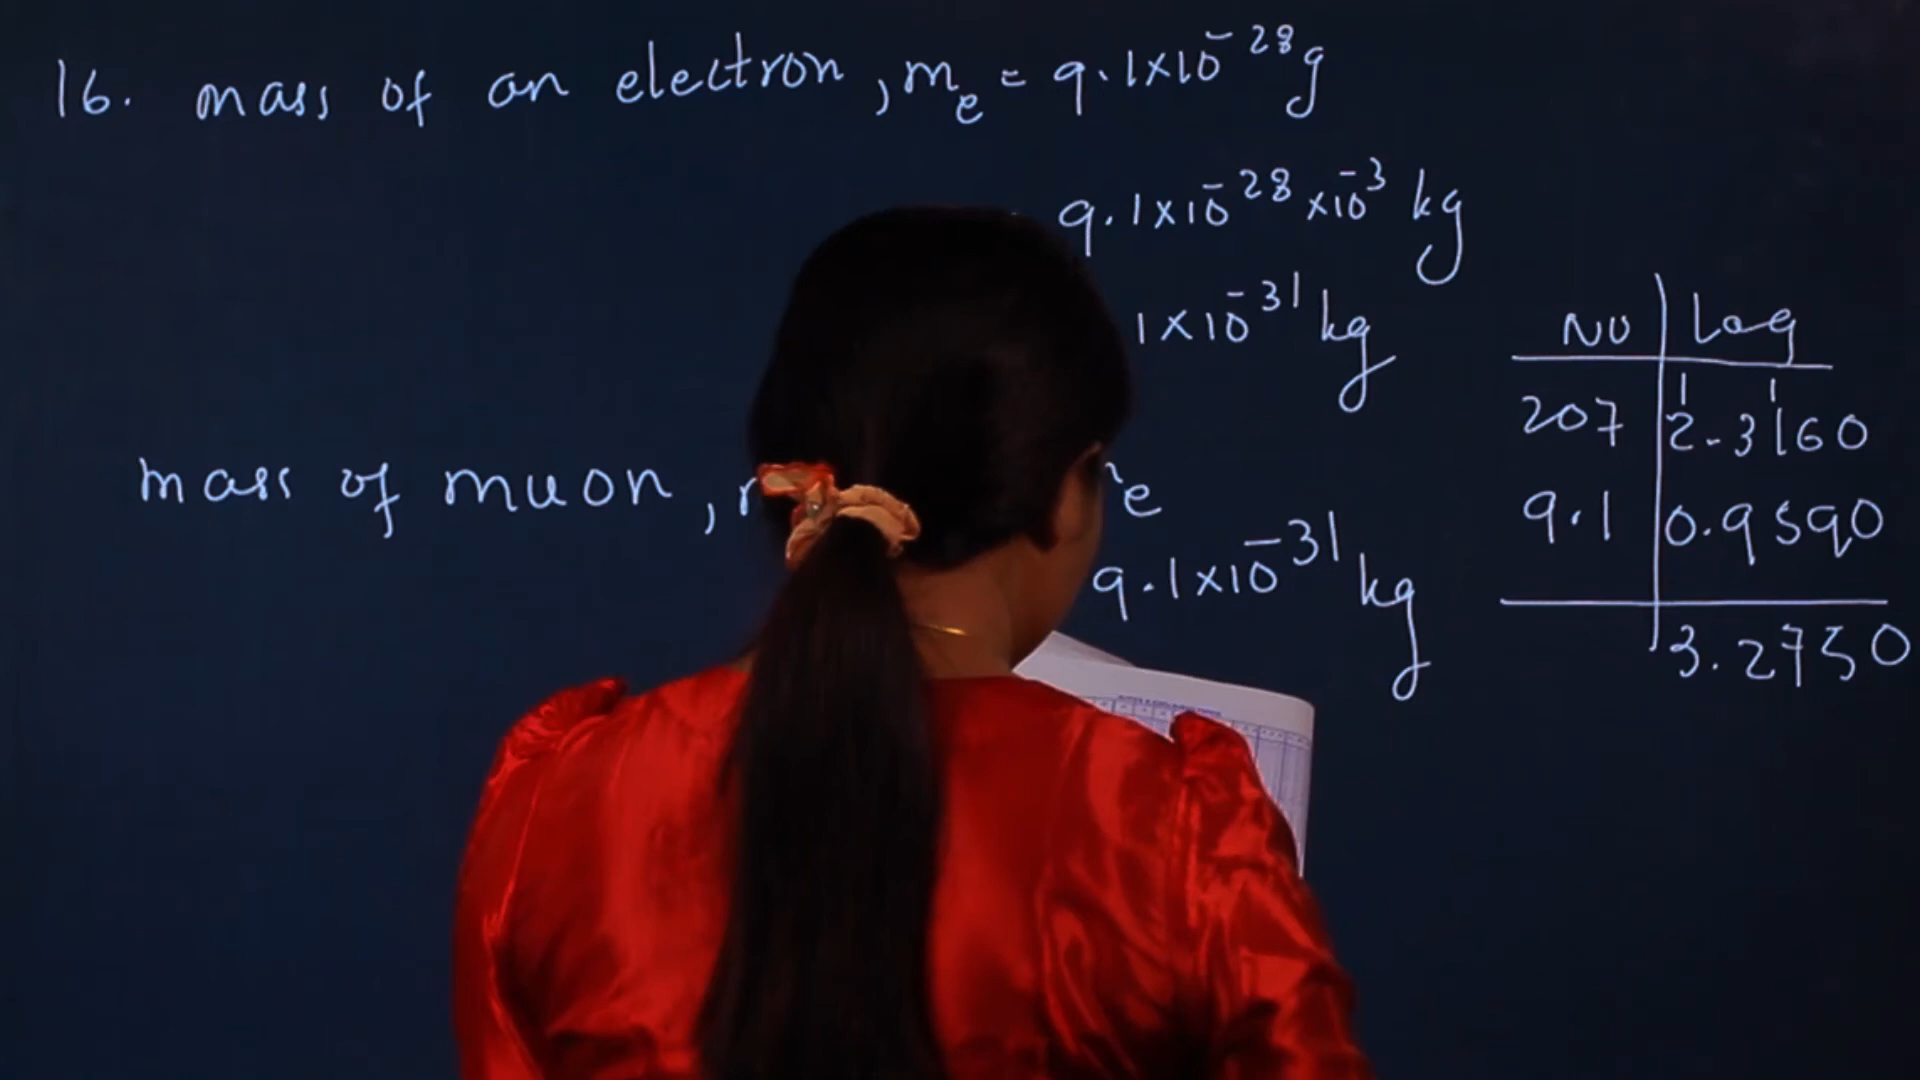 16. mass of an electron, me = 9.1×10⁻²⁸g
9.1×10⁻²⁸×10⁻³ kg
1×10⁻³¹ kg
mass of muon, e
9.1×10⁻³¹ kg
No Log
207 2.3160
9.1 0.9590
3.2750